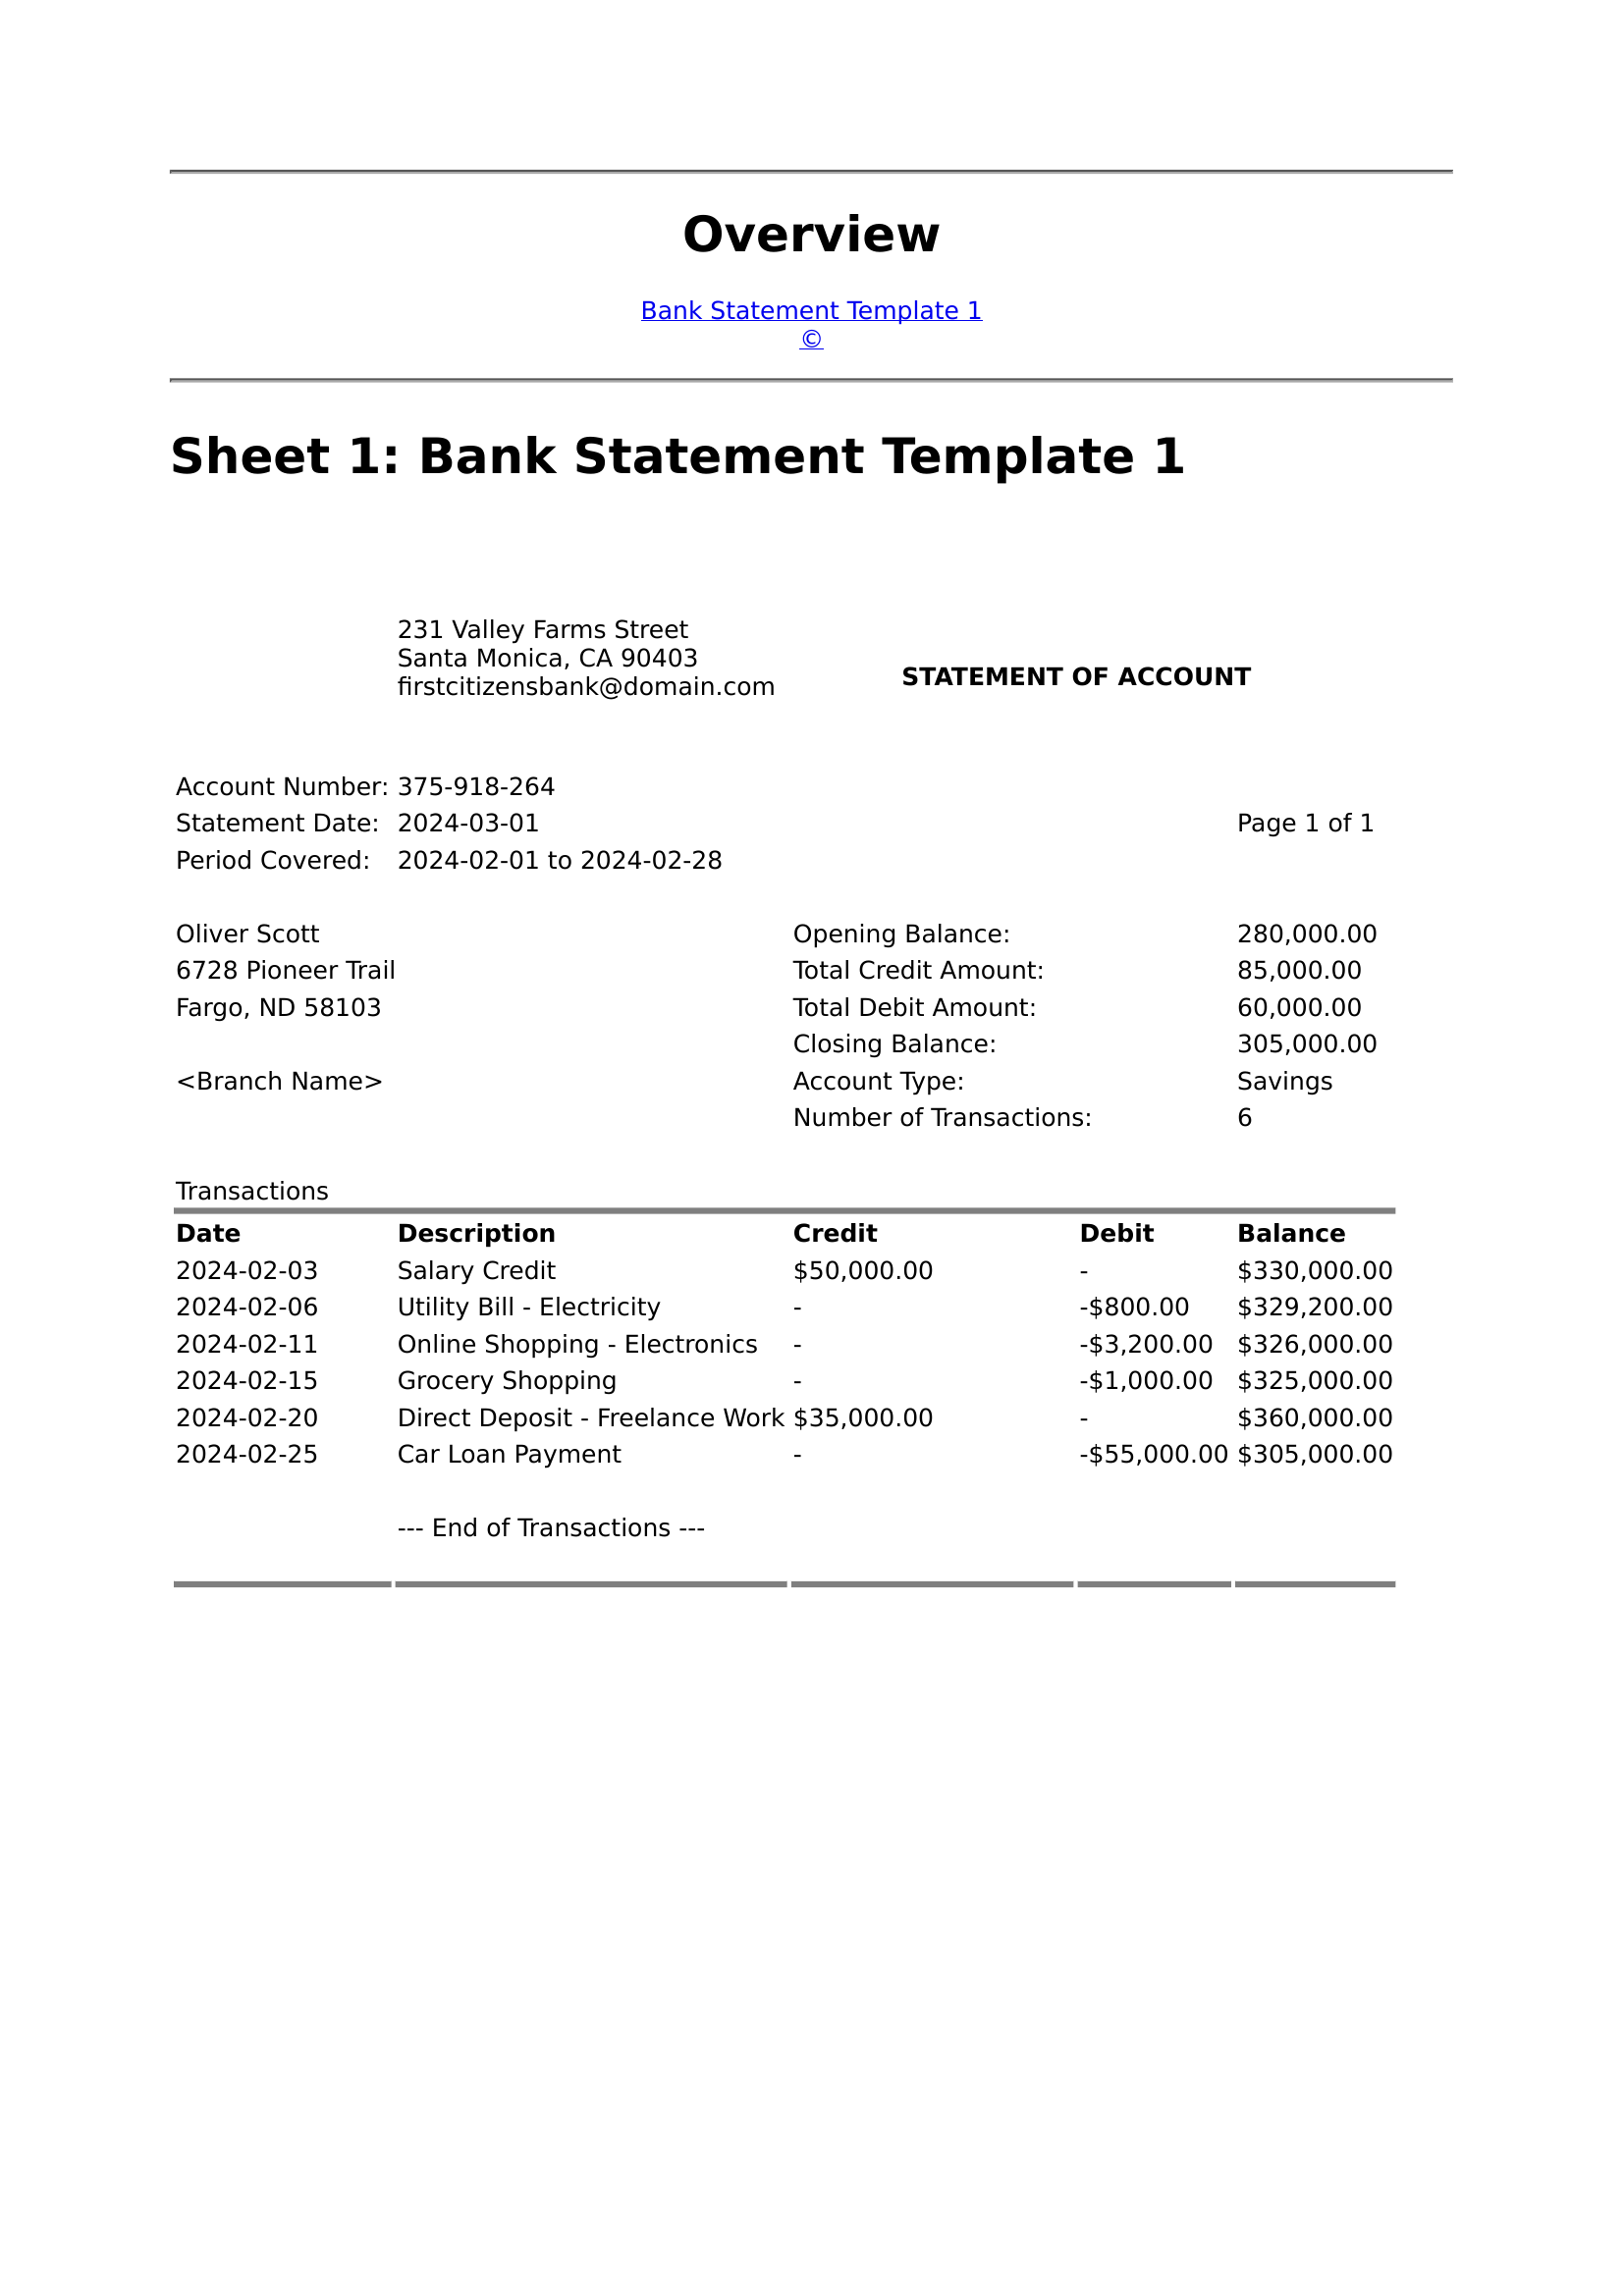 Overview
Bank Statement Template 1
©
Sheet 1: Bank Statement Template 1
231 Valley Farms Street
Santa Monica, CA 90403
firstcitizensbank@domain.com
STATEMENT OF ACCOUNT
Account Number: 375-918-264
Statement Date: 2024-03-01 Page 1 of 1
Period Covered: 2024-02-01 to 2024-02-28
Oliver Scott Opening Balance: 280,000.00
6728 Pioneer Trail Total Credit Amount: 85,000.00
Fargo, ND 58103 Total Debit Amount: 60,000.00
Closing Balance: 305,000.00
<Branch Name> Account Type: Savings
Number of Transactions: 6
Transactions
Date Description Credit Debit Balance
2024-02-03 Salary Credit $50,000.00 - $330,000.00
2024-02-06 Utility Bill - Electricity - -$800.00 $329,200.00
2024-02-11 Online Shopping - Electronics - -$3,200.00 $326,000.00
2024-02-15 Grocery Shopping - -$1,000.00 $325,000.00
2024-02-20 Direct Deposit - Freelance Work $35,000.00 - $360,000.00
2024-02-25 Car Loan Payment - -$55,000.00 $305,000.00
--- End of Transactions ---